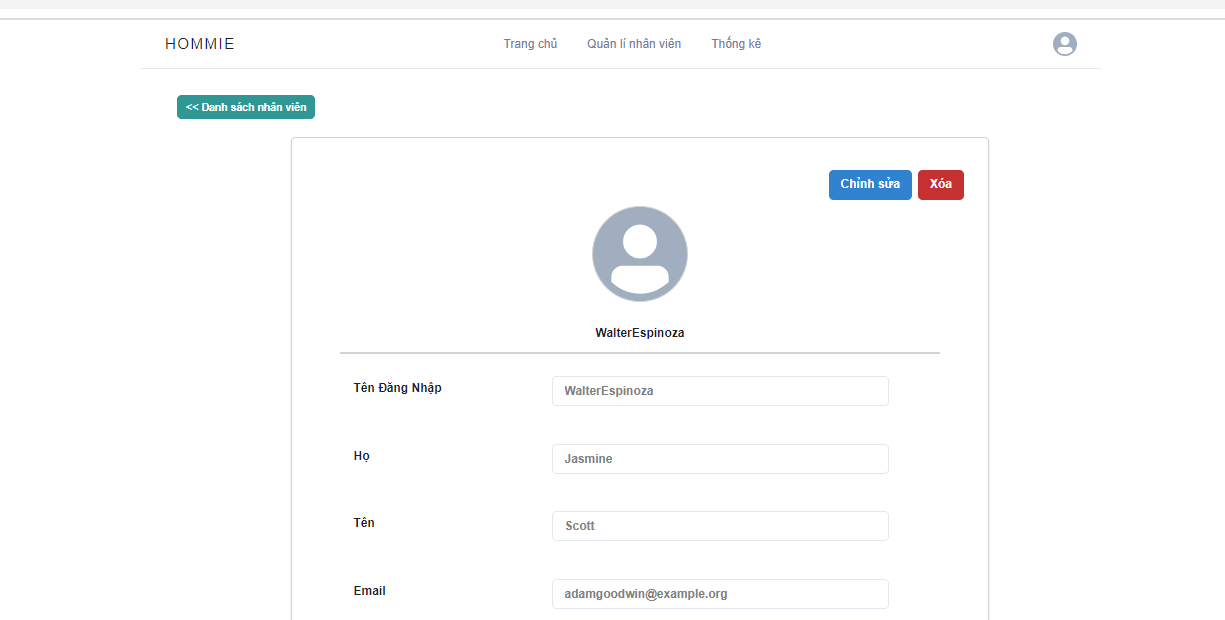 HOMMIE Trang chủ Quản lí nhân viên Thống kê
<< Danh sách nhân viên
Chỉnh sửa Xóa
WalterEspinoza
Tên Đăng Nhập WalterEspinoza
Họ Jasmine
Tên Scott
Email adamgoodwin@example.org